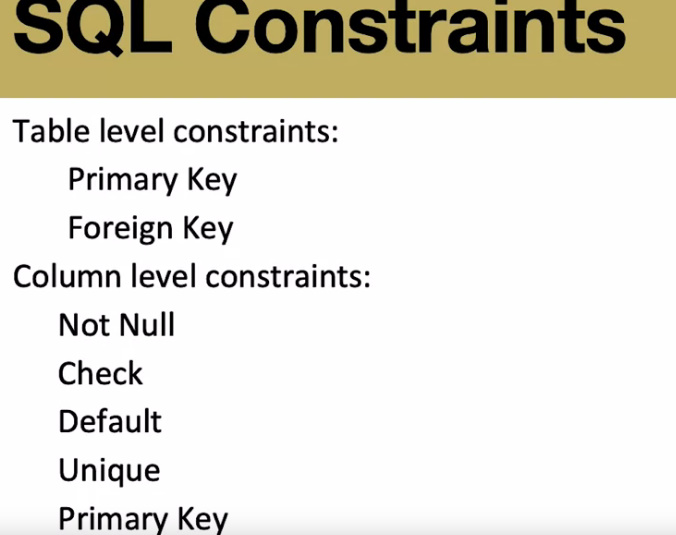 SQL Constraints
Table level constraints:
Primary Key
Foreign Key
Column level constraints:
Not Null
Check
Default
Unique
Primary Key